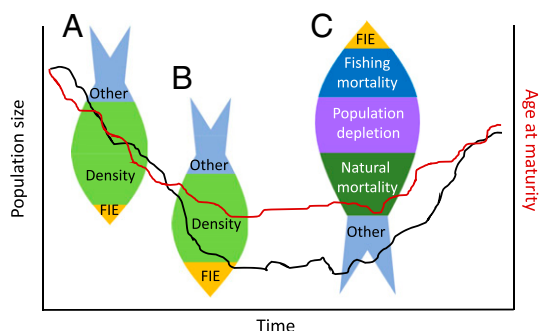 A
B
C
Other
Density
FIE
Other
Density
FIE
FIE
Fishing
mortality
Population
depletion
Natural
mortality
Other
Population size
Age at maturity
Time